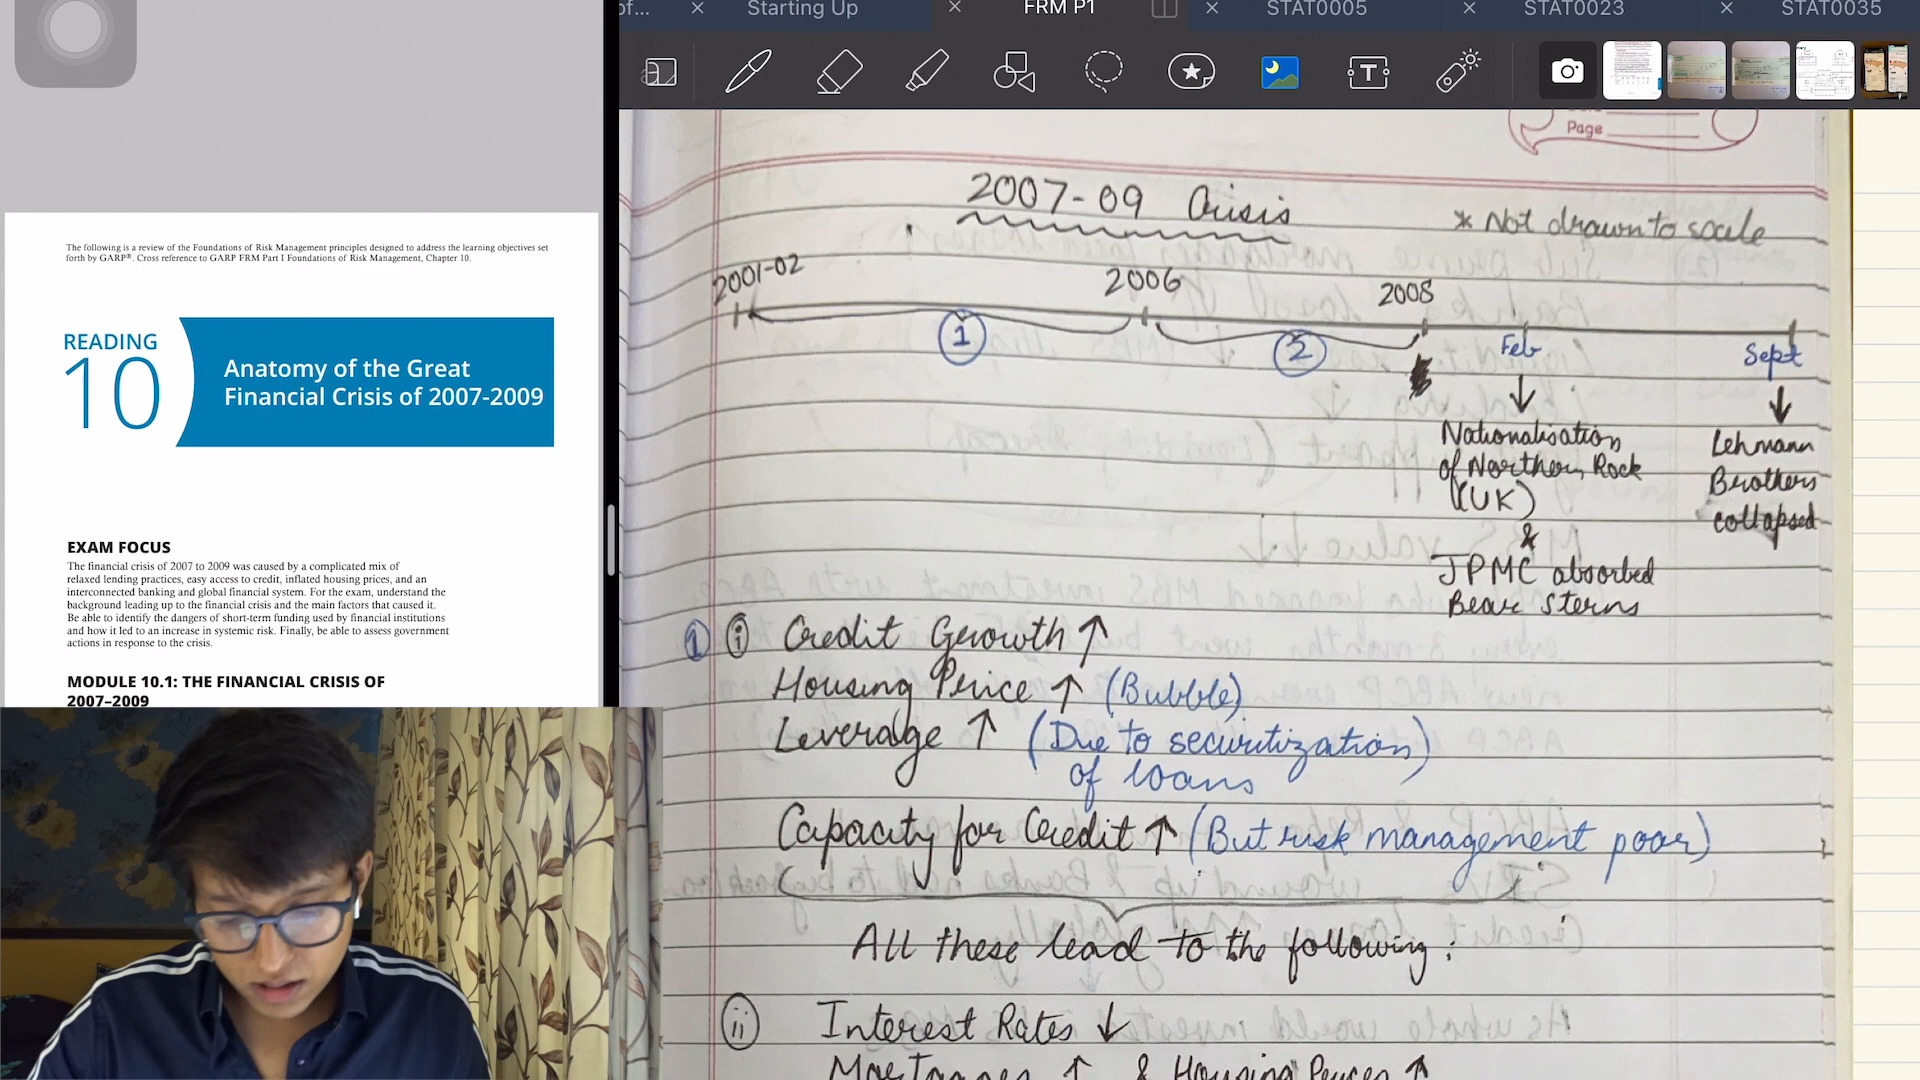 of...
Starting Up
FRM P1
STAT0005
STAT0023
STAT0035
The following is a review of the Foundations of Risk Management principles designed to address the learning objectives set
forth by GARP®. Cross reference to GARP FRM Part I Foundations of Risk Management, Chapter 10.
READING
10
Anatomy of the Great
Financial Crisis of 2007-2009
EXAM FOCUS
The financial crisis of 2007 to 2009 was caused by a complicated mix of
relaxed lending practices, easy access to credit, inflated housing prices, and an
interconnected banking and global financial system. For the exam, understand the
background leading up to the financial crisis and the main factors that caused it.
Be able to identify the dangers of short-term funding used by financial institutions
and how it led to an increase in systemic risk. Finally, be able to assess government
actions in response to the crisis.
MODULE 10.1: THE FINANCIAL CRISIS OF
2007–2009
Page
2007-09 Crisis
* Not drawn to scale
2001-02
2006
2008
1
2
Feb
Sept
Nationalisation
of Northern Rock
(UK)
&
JPMC absorbed
Bear Sterns
Lehmann
Brothers
collapsed
1 i Credit Growth ↑
Housing Price ↑ (Bubble)
Leverage ↑ (Due to securitization
of loans)
Capacity for Credit ↑ (But risk management poor)
All these lead to the following:
ii Interest Rates ↓
Mortgages ↑ & Housing Prices ↑